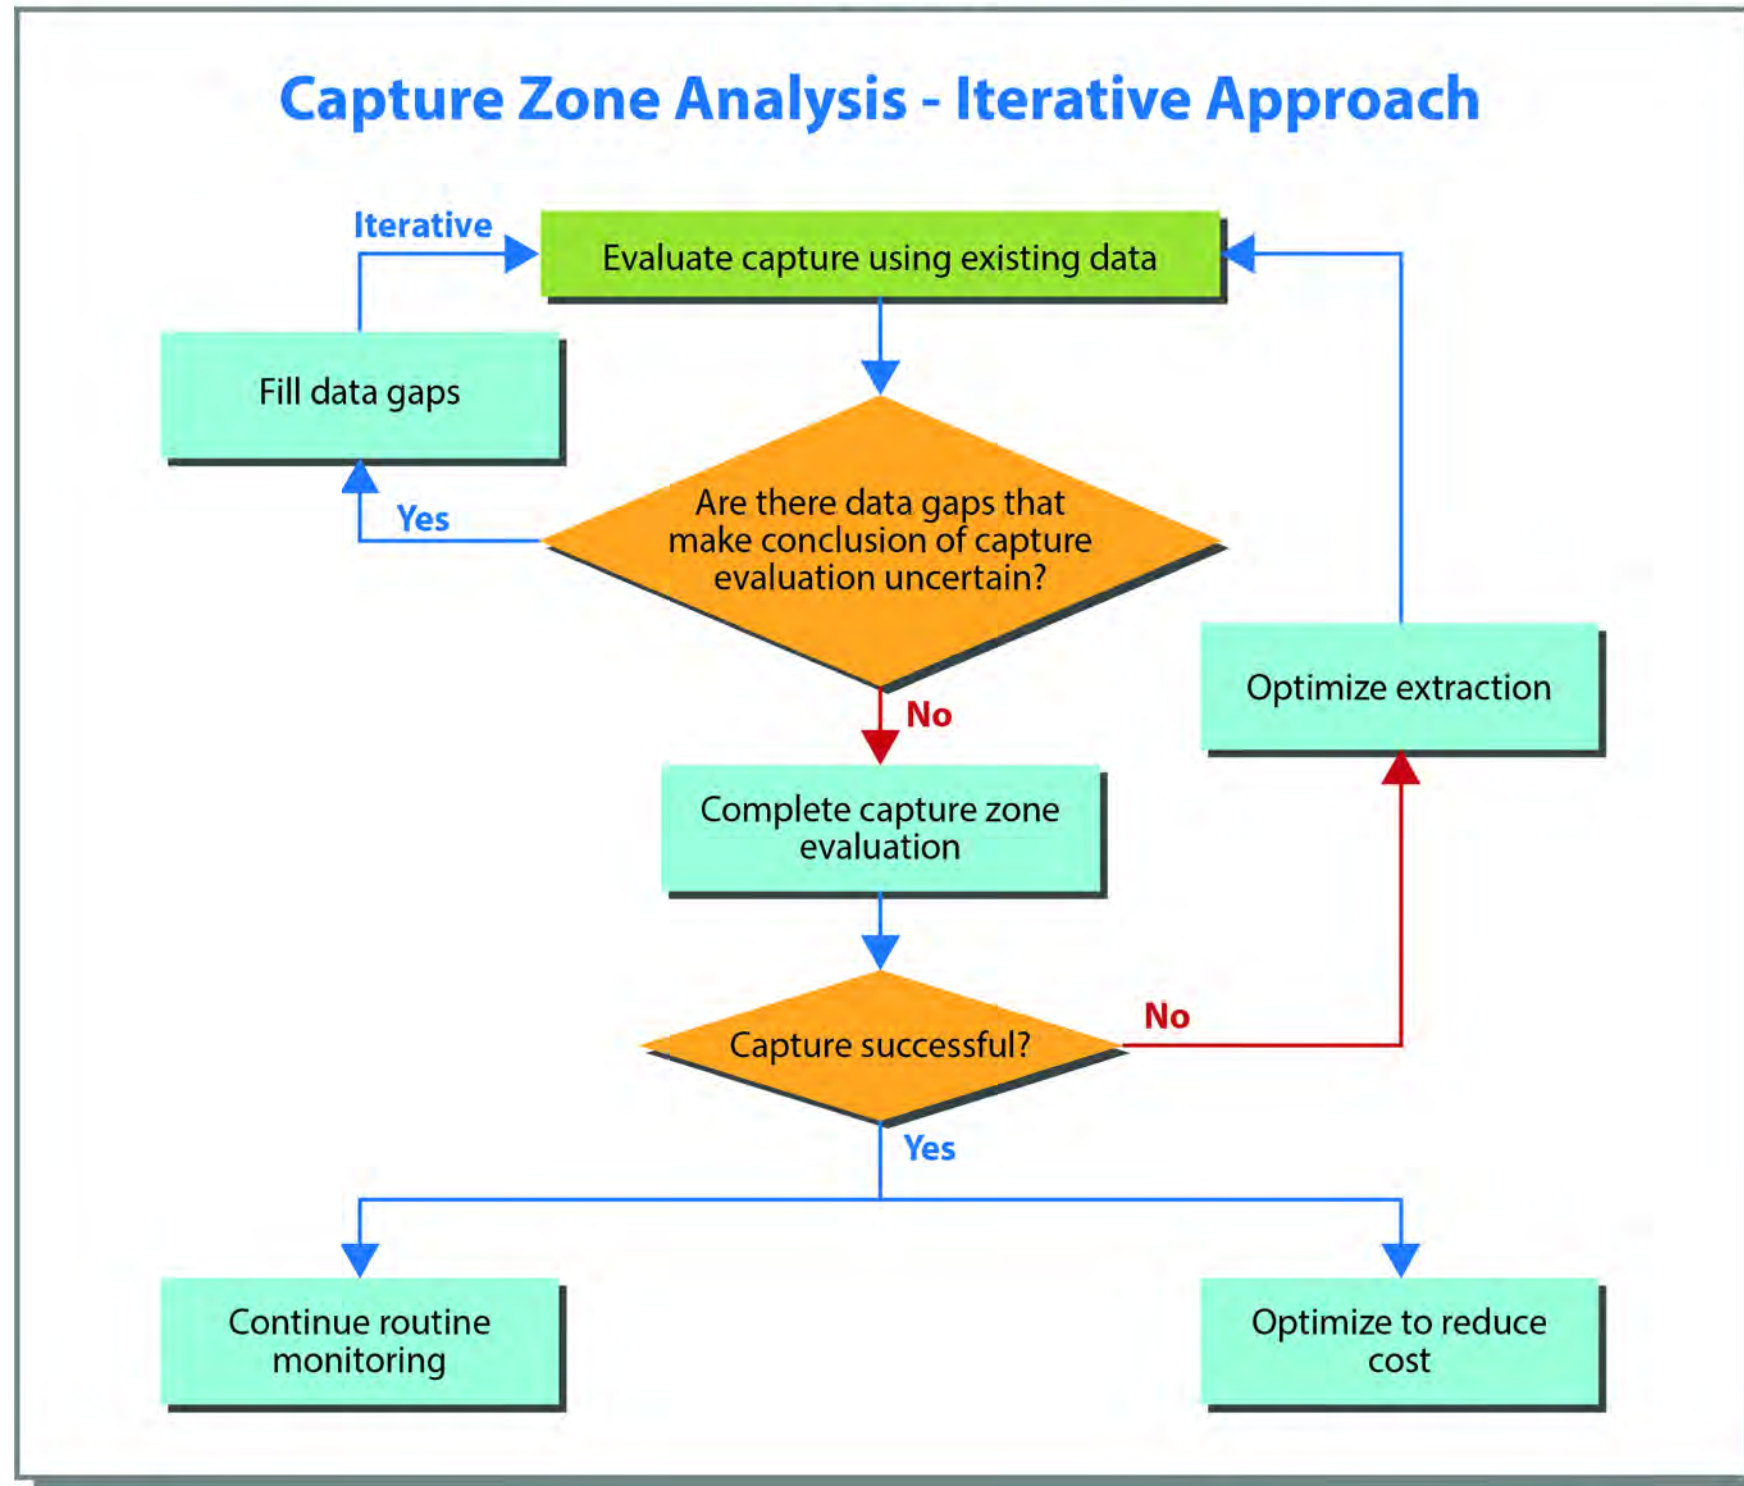 Capture Zone Analysis - Iterative Approach
Iterative
Evaluate capture using existing data
Fill data gaps
Yes
Are there data gaps that
make conclusion of capture
evaluation uncertain?
No
Optimize extraction
Complete capture zone
evaluation
Capture successful?
No
Yes
Continue routine
monitoring
Optimize to reduce
cost